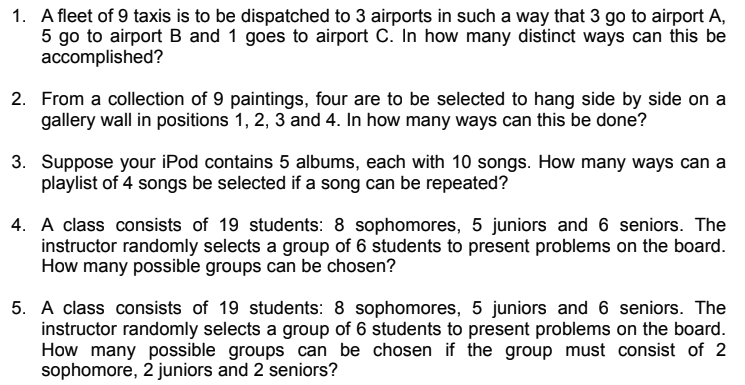 1. A fleet of 9 taxis is to be dispatched to 3 airports in such a way that 3 go to airport A,
5 go to airport B and 1 goes to airport C. In how many distinct ways can this be
accomplished?
2. From a collection of 9 paintings, four are to be selected to hang side by side on a
gallery wall in positions 1, 2, 3 and 4. In how many ways can this be done?
3. Suppose your iPod contains 5 albums, each with 10 songs. How many ways can a
playlist of 4 songs be selected if a song can be repeated?
4. A class consists of 19 students: 8 sophomores, 5 juniors and 6 seniors. The
instructor randomly selects a group of 6 students to present problems on the board.
How many possible groups can be chosen?
5. A class consists of 19 students: 8 sophomores, 5 juniors and 6 seniors. The
instructor randomly selects a group of 6 students to present problems on the board.
How many possible groups can be chosen if the group must consist of 2
sophomore, 2 juniors and 2 seniors?